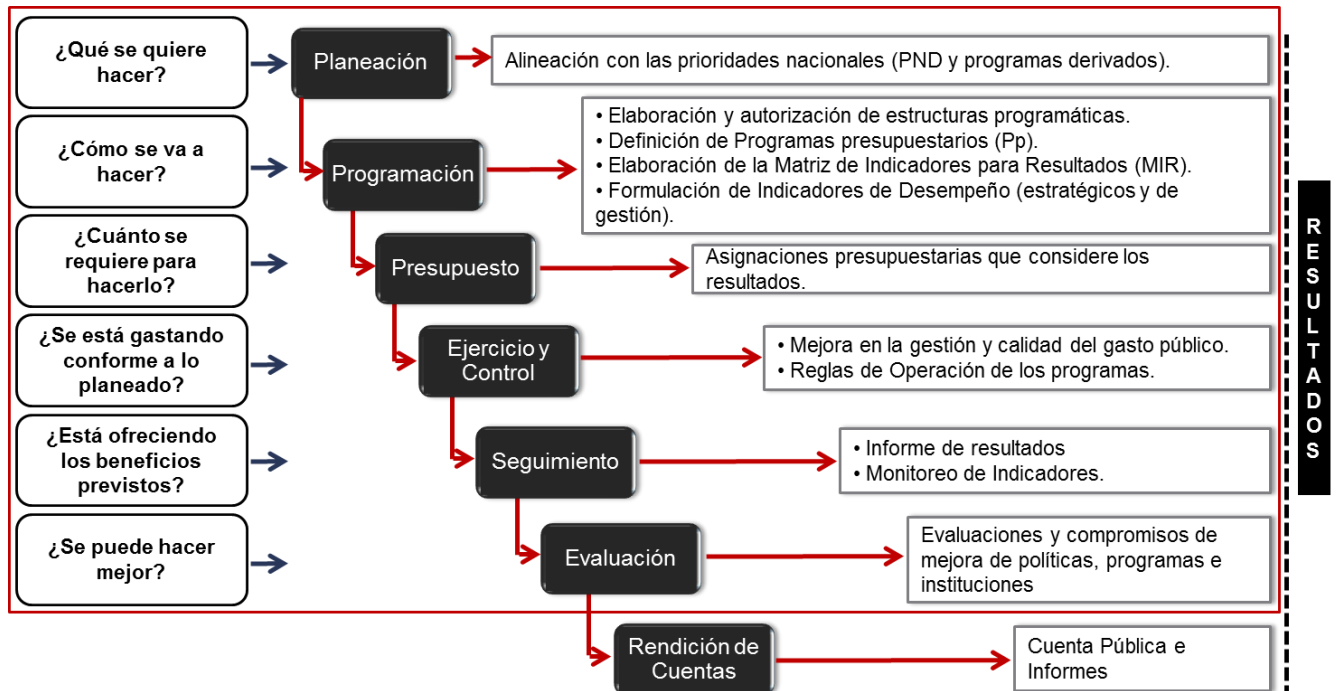 ¿Qué se quiere
hacer?
Planeación
Alineación con las prioridades nacionales (PND y programas derivados).
¿Cómo se va a
hacer?
Programación
• Elaboración y autorización de estructuras programáticas.
• Definición de Programas presupuestarios (Pp).
• Elaboración de la Matriz de Indicadores para Resultados (MIR).
• Formulación de Indicadores de Desempeño (estratégicos y de
gestión).
¿Cuánto se
requiere para
hacerlo?
Presupuesto
Asignaciones presupuestarias que considere los
resultados.
¿Se está gastando
conforme a lo
planeado?
Ejercicio y
Control
• Mejora en la gestión y calidad del gasto público.
• Reglas de Operación de los programas.
¿Está ofreciendo
los beneficios
previstos?
Seguimiento
• Informe de resultados
• Monitoreo de Indicadores.
¿Se puede hacer
mejor?
Evaluación
Evaluaciones y compromisos de
mejora de políticas, programas e
instituciones
Rendición de
Cuentas
Cuenta Pública e
Informes
RESULTADOS